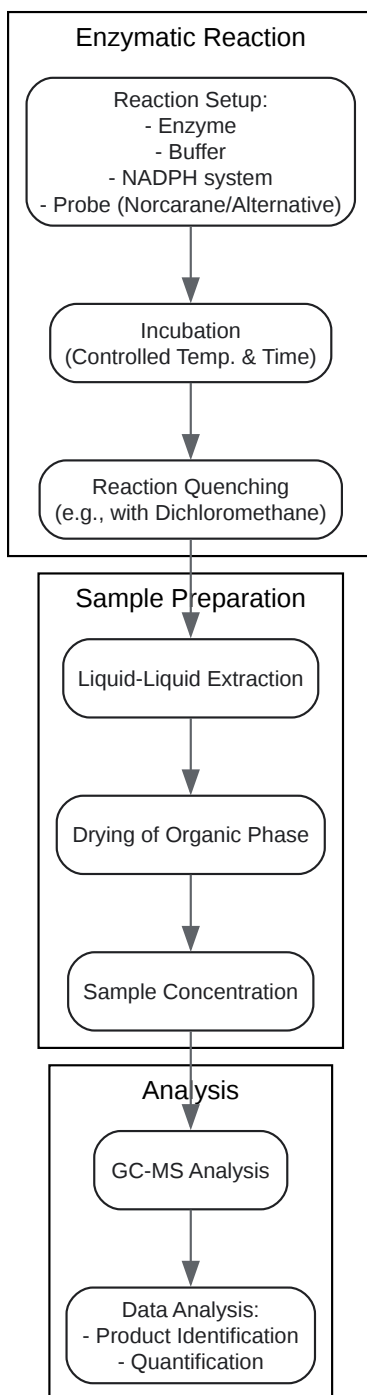 Enzymatic Reaction
Reaction Setup:
- Enzyme
- Buffer
- NADPH system
- Probe (Norcarane/Alternative)
Incubation
(Controlled Temp. & Time)
Reaction Quenching
(e.g., with Dichloromethane)
Sample Preparation
Liquid-Liquid Extraction
Drying of Organic Phase
Sample Concentration
Analysis
GC-MS Analysis
Data Analysis:
- Product Identification
- Quantification